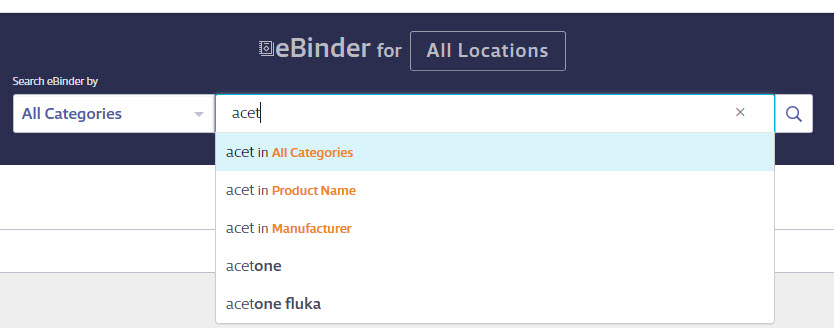 eBinder for All Locations
Search eBinder by
All Categories acet ×
acet in All Categories
acet in Product Name
acet in Manufacturer
acetone
acetone fluka